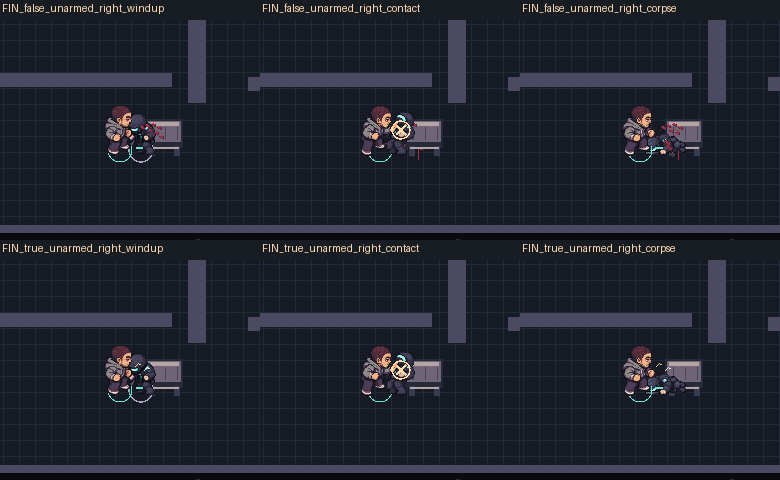 FIN_false_unarmed_right_windup
FIN_false_unarmed_right_contact
FIN_false_unarmed_right_corpse
FIN_true_unarmed_right_windup
FIN_true_unarmed_right_contact
FIN_true_unarmed_right_corpse